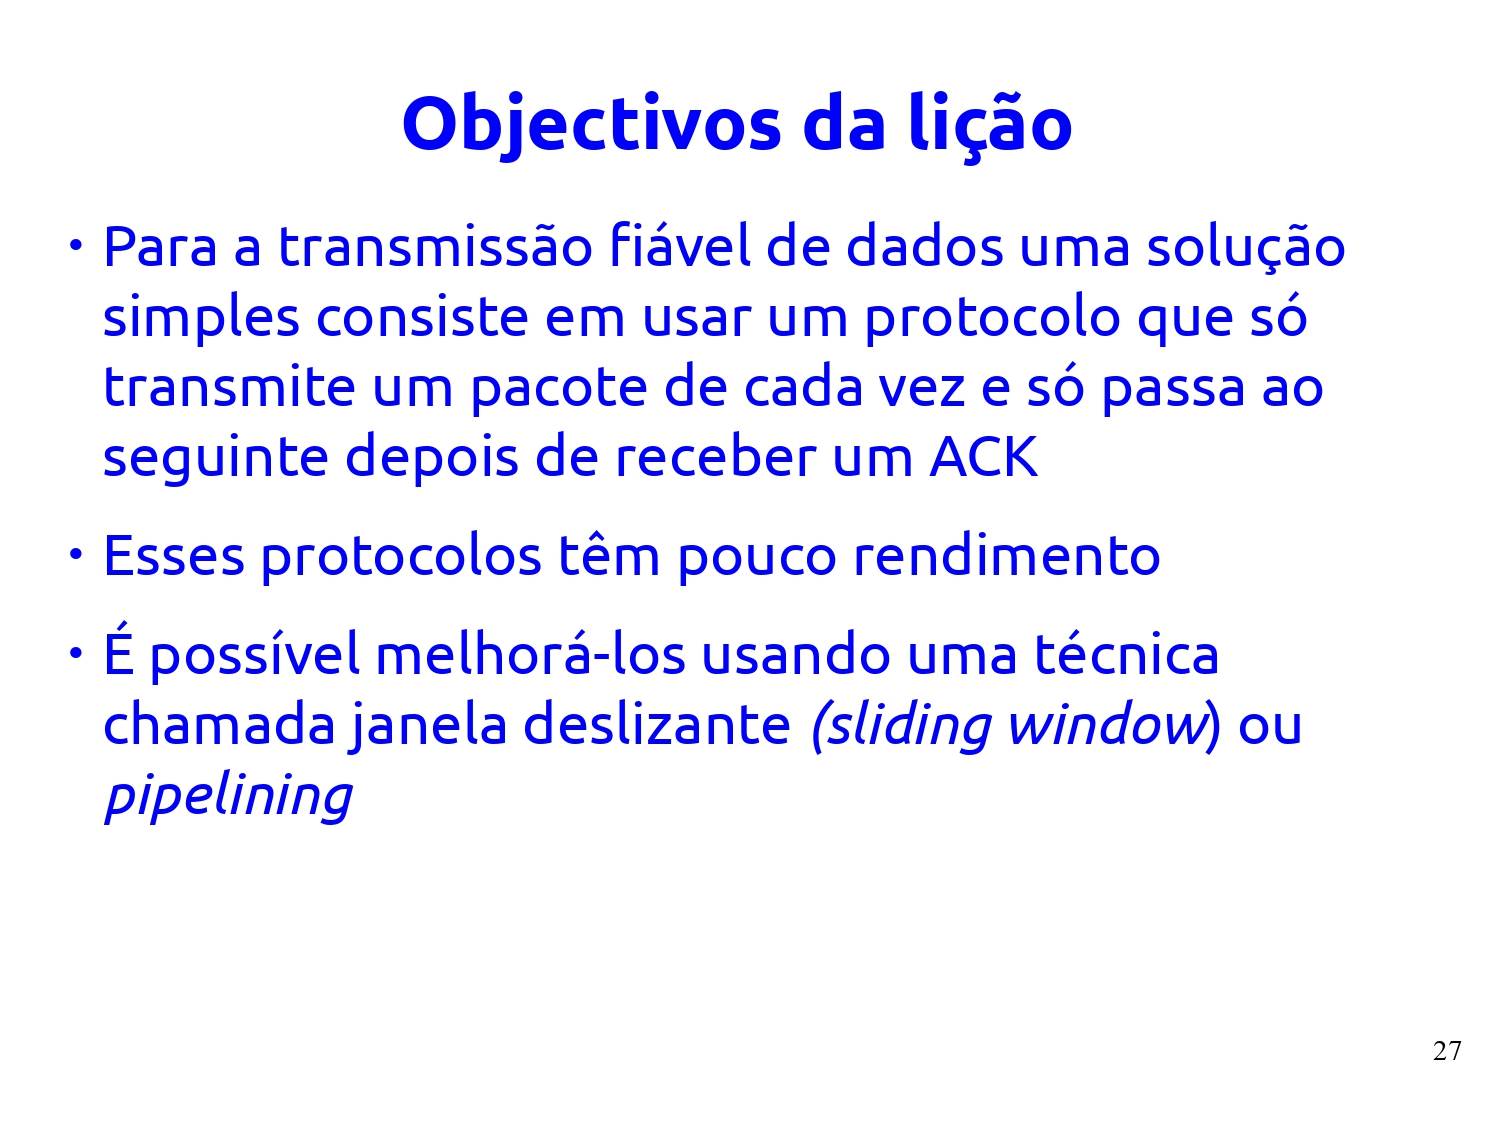 Objectivos da lição
• Para a transmissão fiável de dados uma solução
simples consiste em usar um protocolo que só
transmite um pacote de cada vez e só passa ao
seguinte depois de receber um ACK
• Esses protocolos têm pouco rendimento
• É possível melhorá-los usando uma técnica
chamada janela deslizante (sliding window) ou
pipelining
27